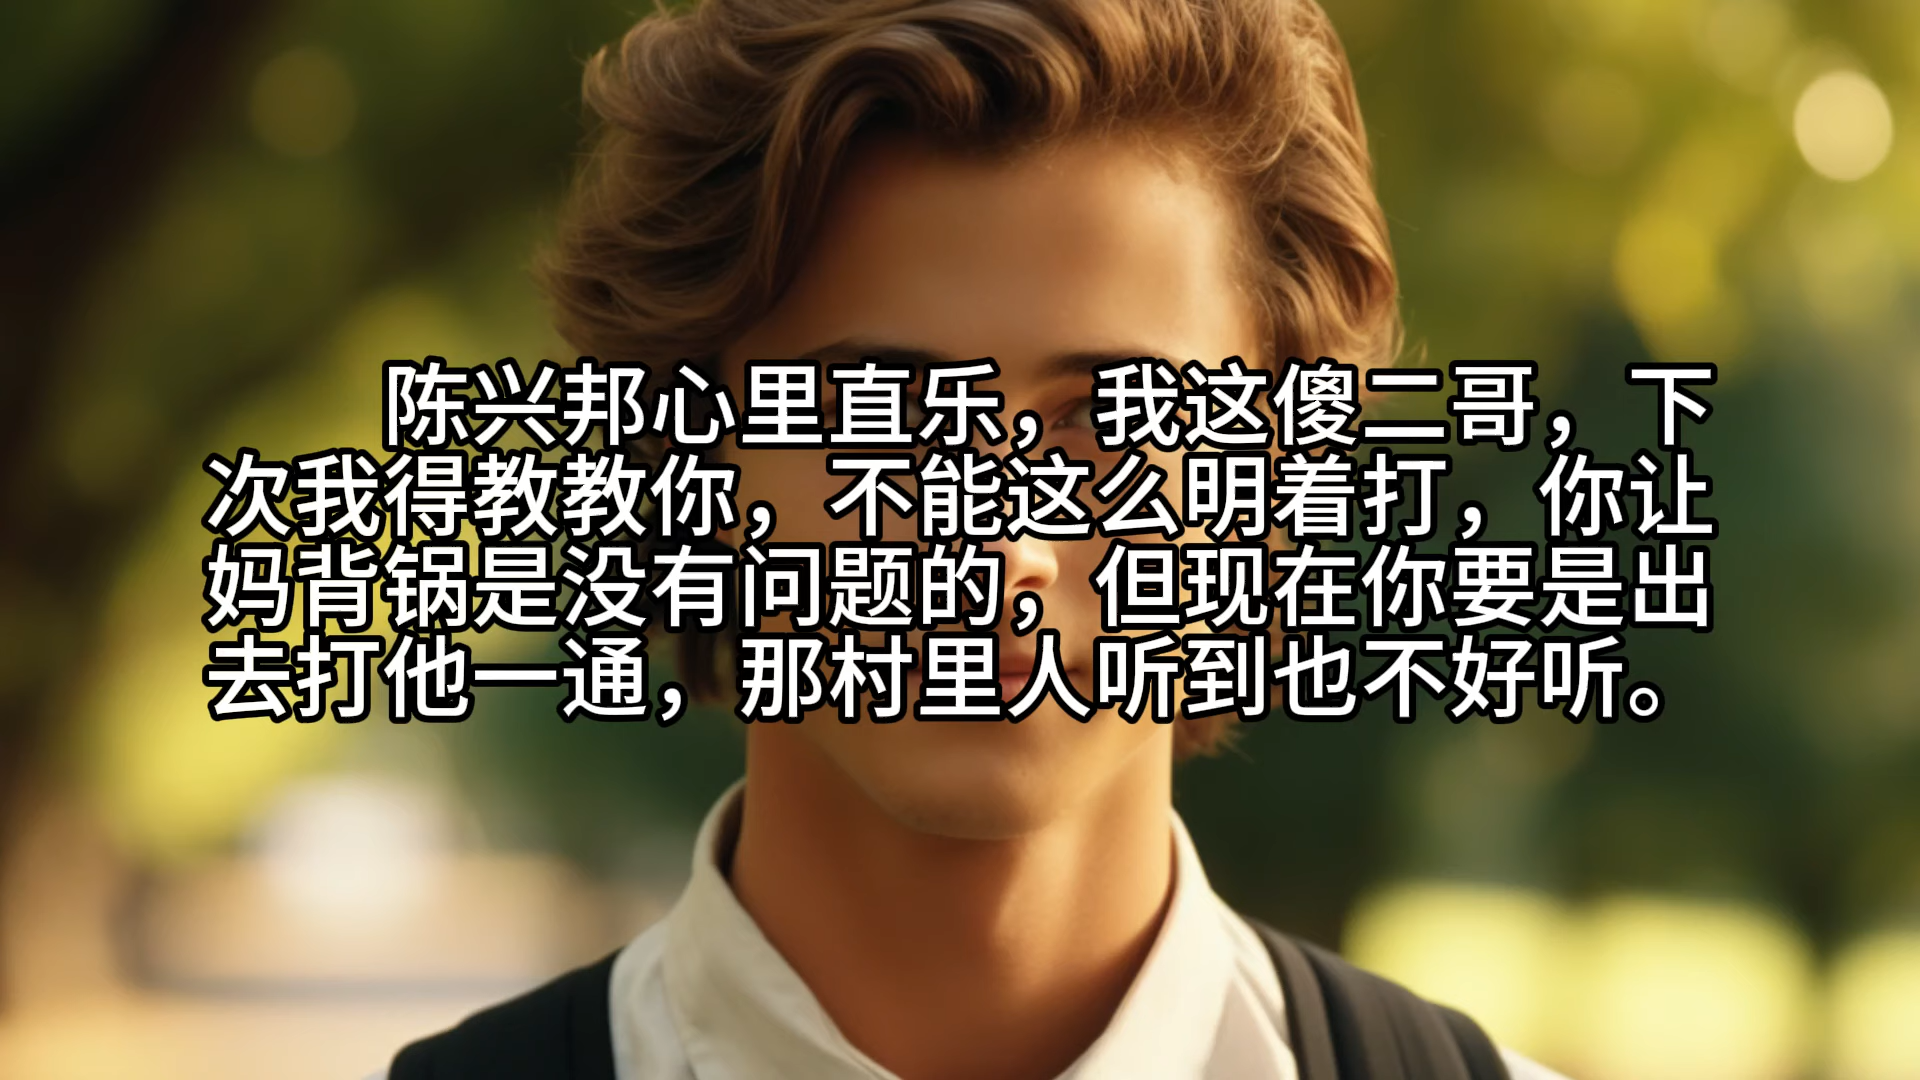 陈兴邦心里直乐，我这傻二哥，下
次我得教教你，不能这么明着打，你让
妈背锅是没有问题的，但现在你要是出
去打他一通，那村里人听到也不好听。